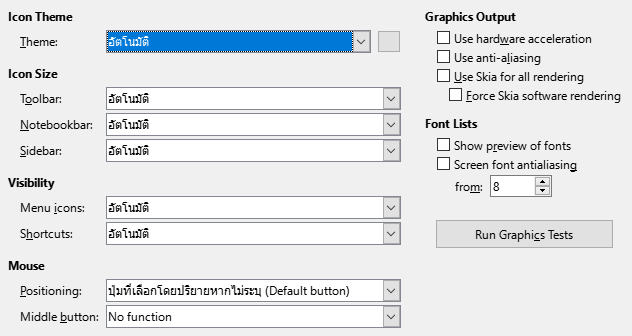 Icon Theme
Theme: อัตโนมัติ
Icon Size
Toolbar: อัตโนมัติ
Notebookbar: อัตโนมัติ
Sidebar: อัตโนมัติ
Visibility
Menu icons: อัตโนมัติ
Shortcuts: อัตโนมัติ
Mouse
Positioning: ปุ่มที่เลือกโดยปริยายหากไม่ระบุ (Default button)
Middle button: No function
Graphics Output
Use hardware acceleration
Use anti-aliasing
Use Skia for all rendering
Force Skia software rendering
Font Lists
Show preview of fonts
Screen font antialiasing
from: 8
Run Graphics Tests